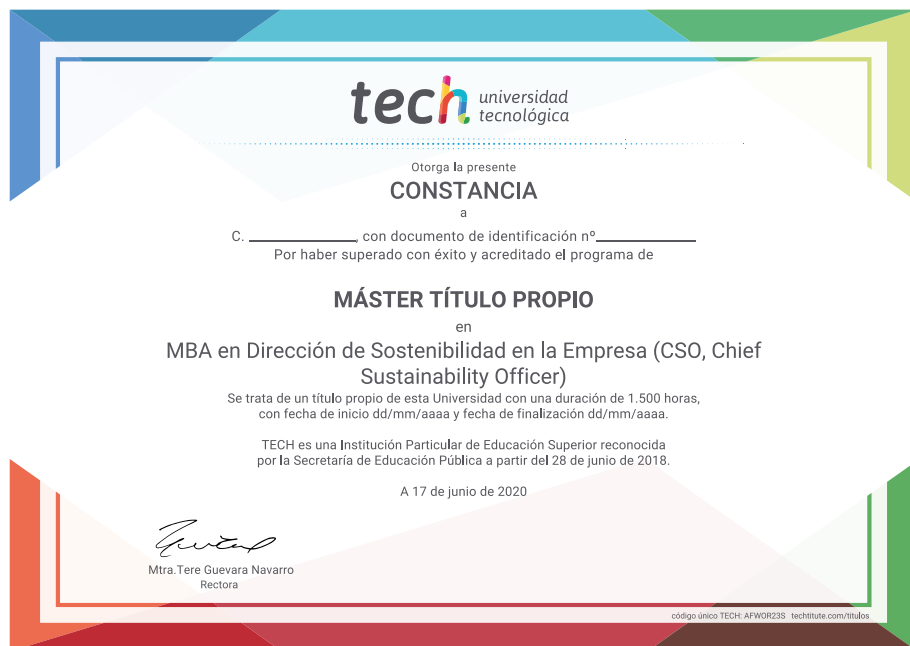 tech universidad
tecnológica
Otorga la presente
CONSTANCIA
a
C. ____________, con documento de identificación nº____________
Por haber superado con éxito y acreditado el programa de
MÁSTER TÍTULO PROPIO
en
MBA en Dirección de Sostenibilidad en la Empresa (CSO, Chief
Sustainability Officer)
Se trata de un título propio de esta Universidad con una duración de 1.500 horas,
con fecha de inicio dd/mm/aaaa y fecha de finalización dd/mm/aaaa.
TECH es una Institución Particular de Educación Superior reconocida
por la Secretaría de Educación Pública a partir del 28 de junio de 2018.
A 17 de junio de 2020
Mtra.Tere Guevara Navarro
Rectora
código único TECH: AFWOR23S techtitute.com/titulos